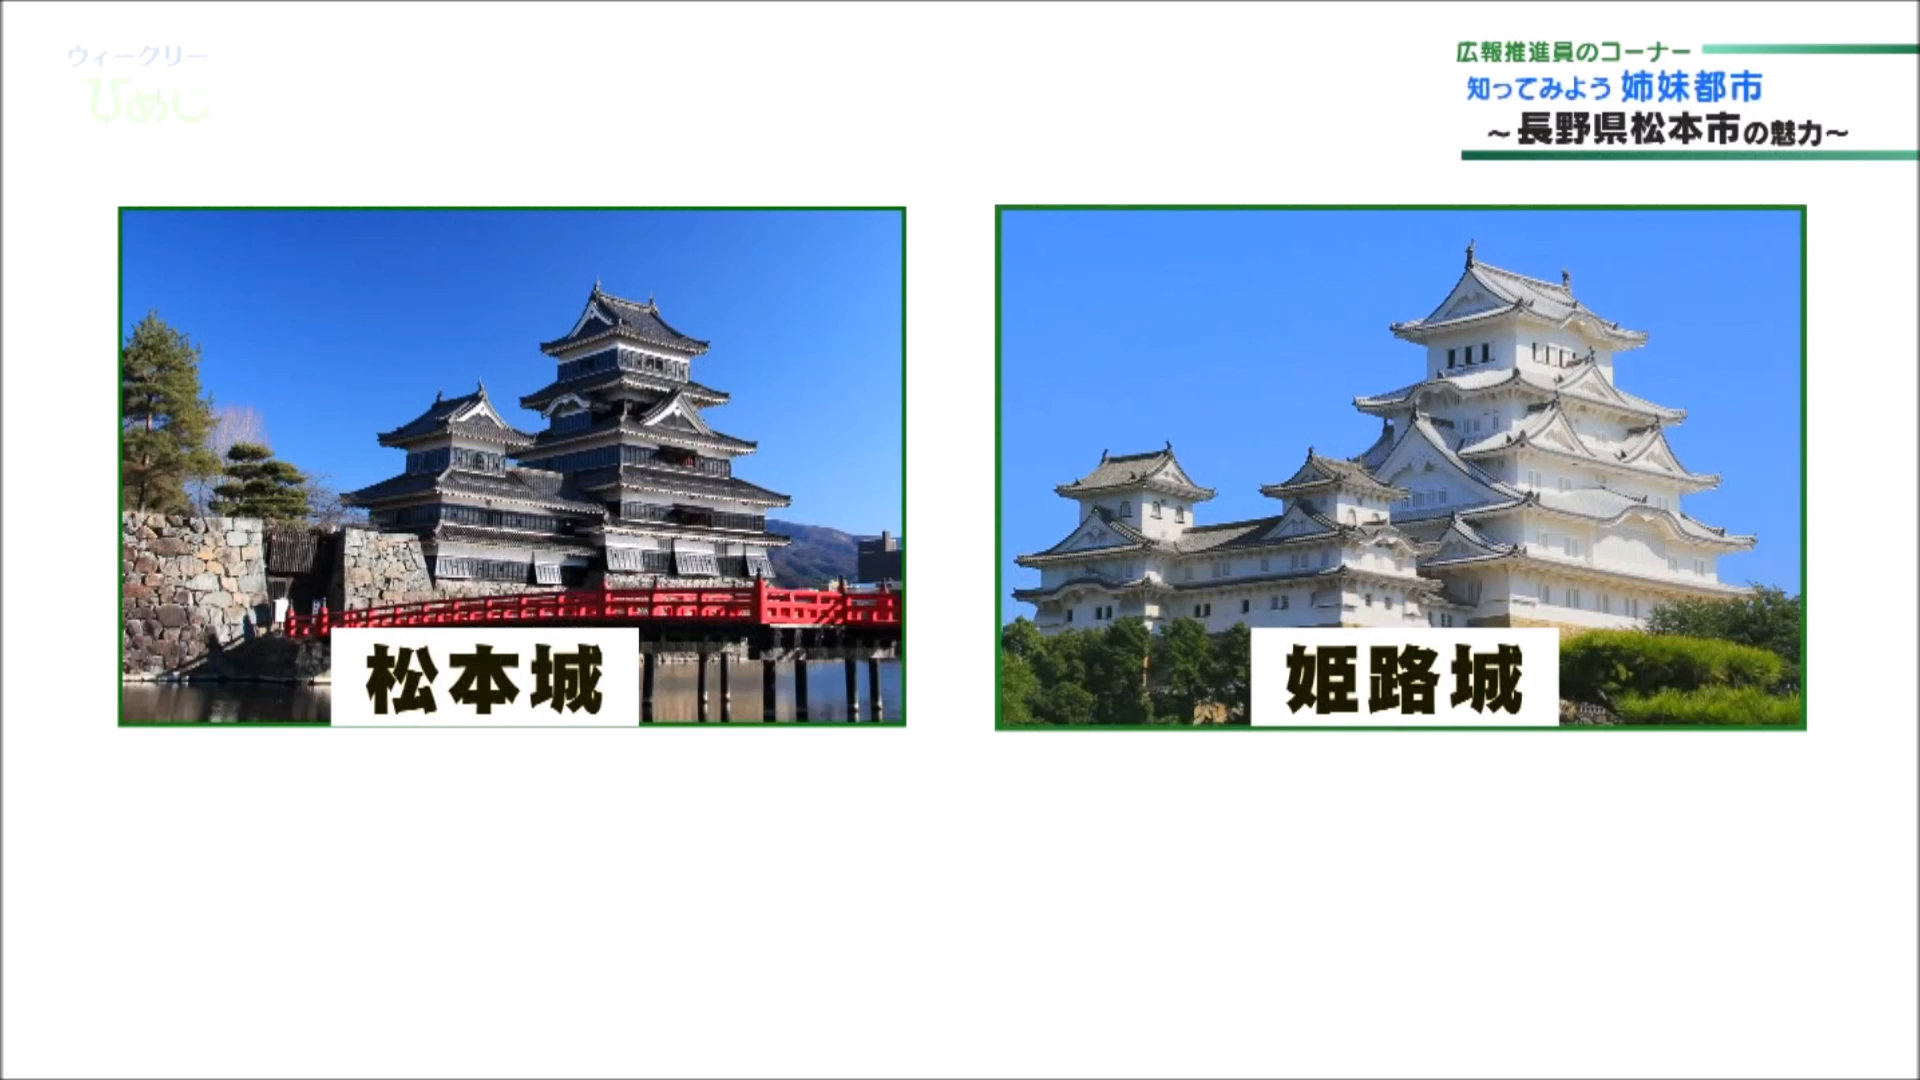 ウィークリー
ひめじ
広報推進員のコーナー
知ってみよう 姉妹都市
～長野県松本市の魅力～
松本城
姫路城